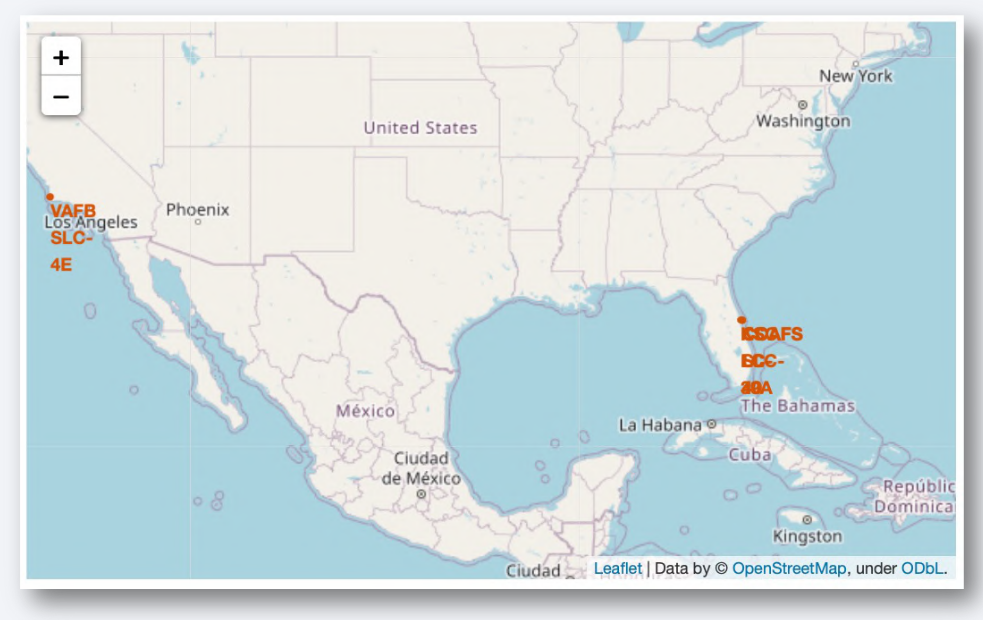 +
−
New York
Washington
United States
Phoenix
VAFB
Los Angeles
SLC-
4E
The Bahamas
México
La Habana
Cuba
Ciudad
de México
Repúblic
Dominica
Kingston
Ciudad
Leaflet | Data by © OpenStreetMap, under ODbL.